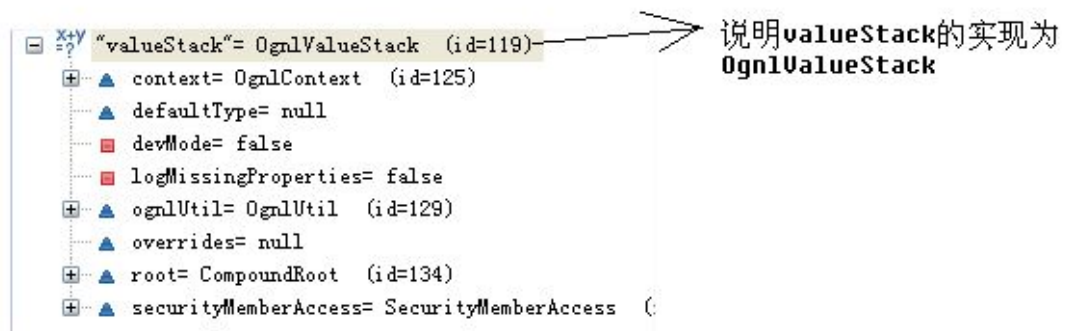 X+Y
=?
"valueStack"= OgnlValueStack (id=119)
说明valueStack的实现为
OgnlValueStack
context= OgnlContext (id=125)
defaultType= null
devMode= false
logMissingProperties= false
ognlUtil= OgnlUtil (id=129)
overrides= null
root= CompoundRoot (id=134)
securityMemberAccess= SecurityMemberAccess (